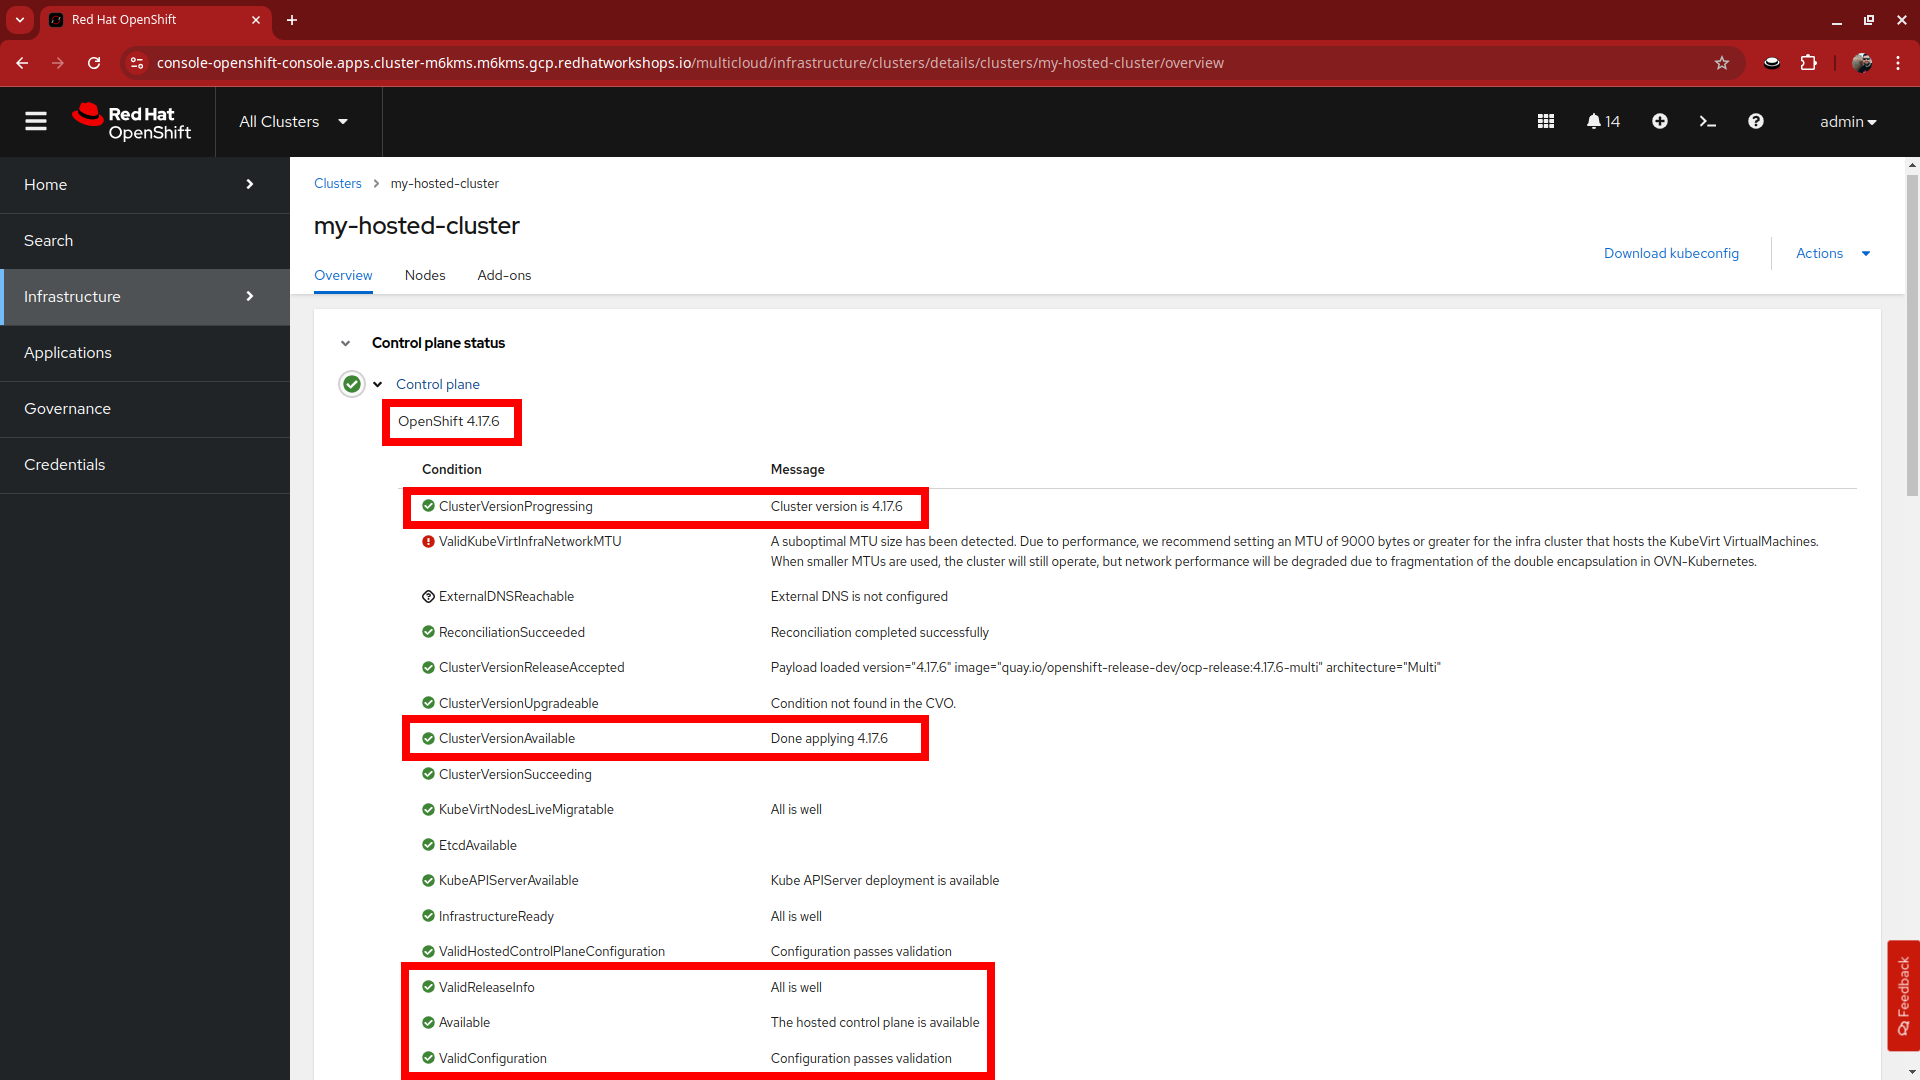 Red Hat OpenShift
console-openshift-console.apps.cluster-m6kms.m6kms.gcp.redhatworkshops.io/multicloud/infrastructure/clusters/details/clusters/my-hosted-cluster/overview
Red Hat
OpenShift
All Clusters
14
admin
Home
Search
Infrastructure
Applications
Governance
Credentials
Clusters > my-hosted-cluster
my-hosted-cluster
Download kubeconfig
Actions
Overview Nodes Add-ons
Control plane status
Control plane
OpenShift 4.17.6
Condition Message
ClusterVersionProgressing Cluster version is 4.17.6
ValidKubeVirtInfraNetworkMTU A suboptimal MTU size has been detected. Due to performance, we recommend setting an MTU of 9000 bytes or greater for the infra cluster that hosts the KubeVirt VirtualMachines.
When smaller MTUs are used, the cluster will still operate, but network performance will be degraded due to fragmentation of the double encapsulation in OVN-Kubernetes.
ExternalDNSReachable External DNS is not configured
ReconciliationSucceeded Reconciliation completed successfully
ClusterVersionReleaseAccepted Payload loaded version="4.17.6" image="quay.io/openshift-release-dev/ocp-release:4.17.6-multi" architecture="Multi"
ClusterVersionUpgradeable Condition not found in the CVO.
ClusterVersionAvailable Done applying 4.17.6
ClusterVersionSucceeding
KubeVirtNodesLiveMigratable All is well
EtcdAvailable
KubeAPIServerAvailable Kube APIServer deployment is available
InfrastructureReady All is well
ValidHostedControlPlaneConfiguration Configuration passes validation
ValidReleaseInfo All is well
Available The hosted control plane is available
ValidConfiguration Configuration passes validation
Feedback